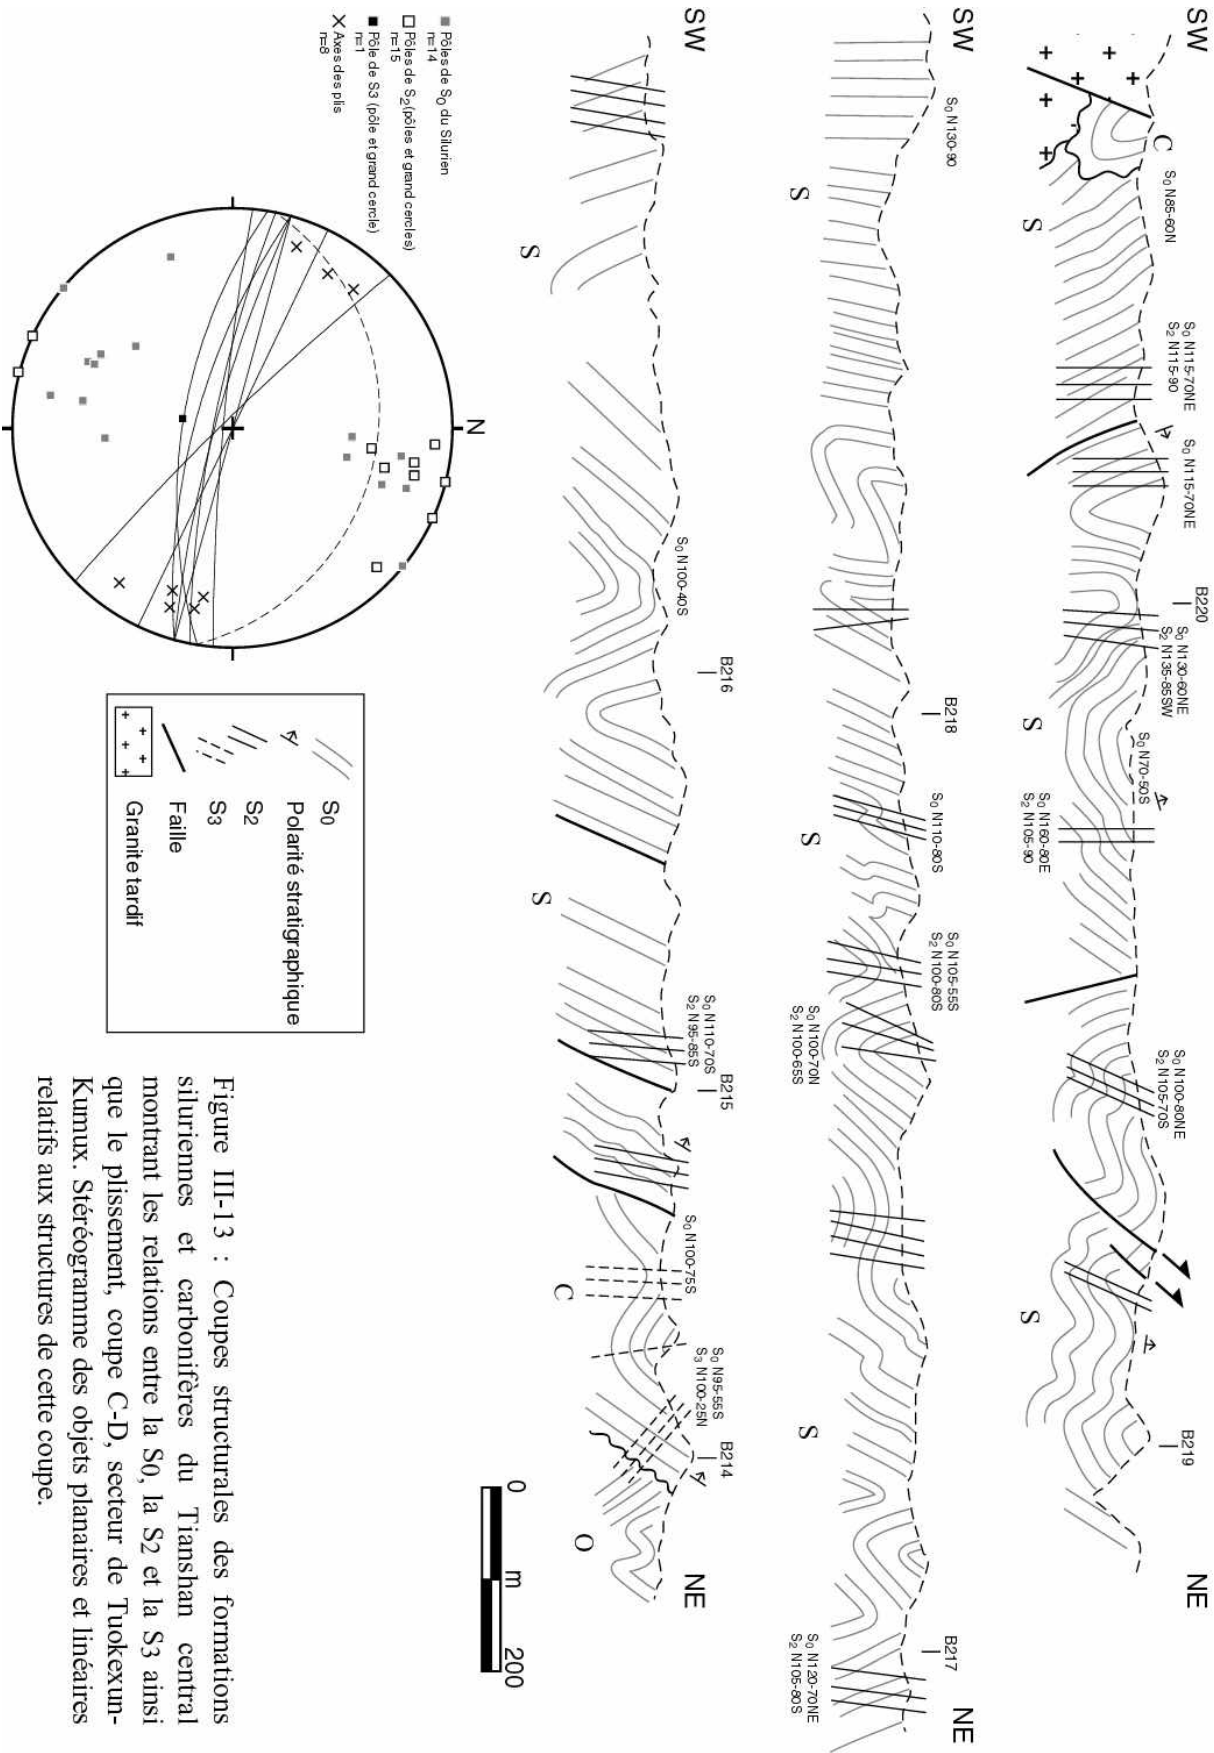 SW
NE
C
S
S₀ N85-60N
S₀ N115-70NE
S₂ N115-90
S₀ N115-70NE
B220
S₀ N130-60NE
S₂ N135-85SW
S
S₀ N70-50S
S₀ N160-80E
S₂ N105-90
S₀ N100-80NE
S₂ N105-70S
S
B219
SW
NE
S₀ N130-90
S
B218
S₀ N110-80S
S
S₀ N105-55S
S₂ N100-80S
S₀ N100-70N
S₂ N100-65S
S
B217
S₀ N120-70NE
S₂ N105-80S
SW
NE
S
S₀ N100-40S
B216
S
S₀ N110-70S
S₂ N95-85S
B215
S₀ N100-75S
C
S₀ N95-55S
S₃ N100-25N
B214
O
0 m 200
Pôles de S₀ du Silurien
n=14
Pôles de S₂(pôles et grand cercles)
n=15
Pôle de S3 (pôle et grand cercle)
n=1
Axes des plis
n=8
N
S0
Polarité stratigraphique
S2
S3
Faille
Granite tardif
Figure III-13 : Coupes structurales des formations
siluriennes et carbonifères du Tianshan central
montrant les relations entre la S0, la S2 et la S3 ainsi
que le plissement, coupe C-D, secteur de Tuokexun-
Kumux. Stéréogramme des objets planaires et linéaires
relatifs aux structures de cette coupe.